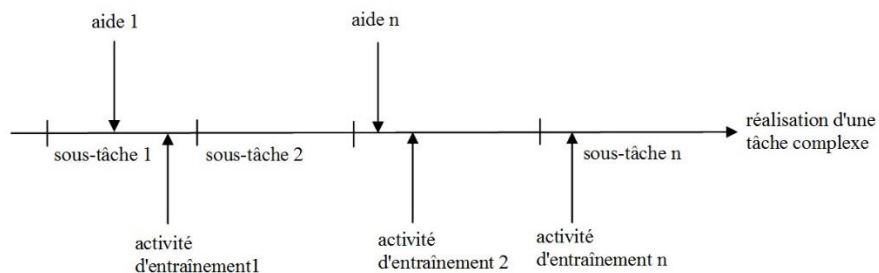 aide 1
aide n
réalisation d'une
tâche complexe
sous-tâche 1
sous-tâche 2
sous-tâche n
activité
d'entraînement1
activité
d'entraînement 2
activité
d'entraînement n